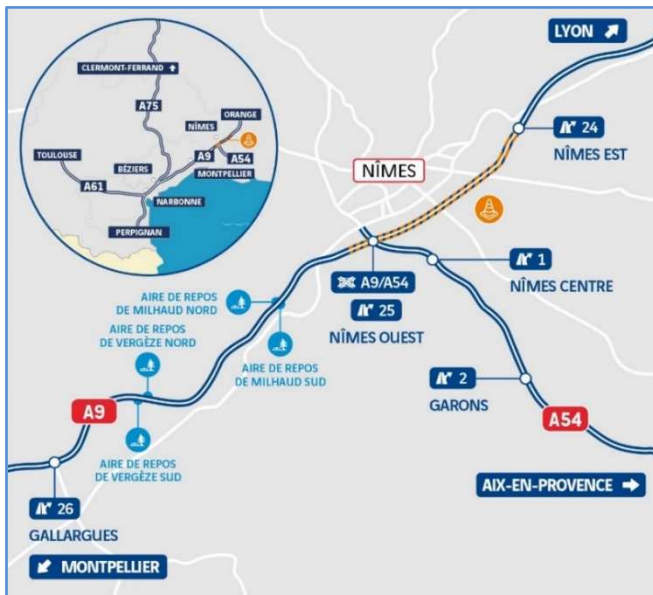 LYON
CLERMONT-FERRAND
A75
ORANGE
NÎMES
TOULOUSE
BÉZIERS
A9
A54
MONTPELLIER
A61
NARBONNE
PERPIGNAN
24
NÎMES EST
NÎMES
A9/A54
25
NÎMES OUEST
1
NÎMES CENTRE
AIRE DE REPOS
DE MILHAUD NORD
AIRE DE REPOS
DE VERGÈZE NORD
AIRE DE REPOS
DE MILHAUD SUD
2
GARONS
A9
A54
AIRE DE REPOS
DE VERGÈZE SUD
AIX-EN-PROVENCE
26
GALLARGUES
MONTPELLIER